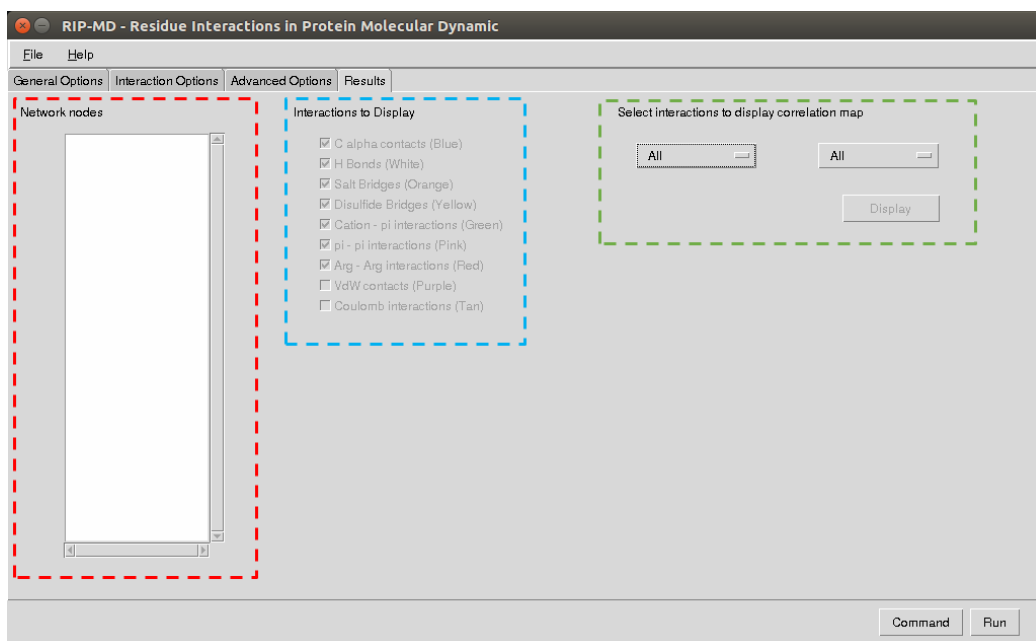 RIP-MD - Residue Interactions in Protein Molecular Dynamic
File Help
General Options Interaction Options Advanced Options Results
Network nodes
Interactions to Display
C alpha contacts (Blue)
H Bonds (White)
Salt Bridges (Orange)
Disulfide Bridges (Yellow)
Cation - pi interactions (Green)
pi - pi interactions (Pink)
Arg - Arg interactions (Red)
VdW contacts (Purple)
Coulomb interactions (Tan)
Select interactions to display correlation map
All All
Display
Command Run